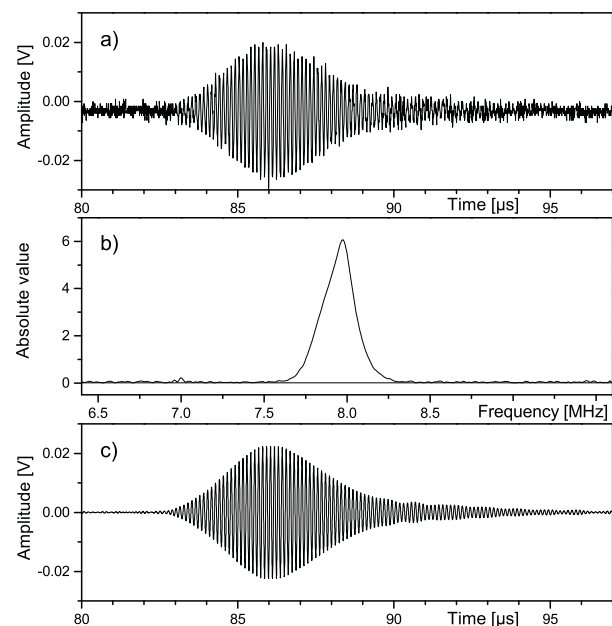 a)
Amplitude [V]
0.02
0.00
-0.02
80
85
90
95
Time [µs]
b)
Absolute value
6
4
2
0
6.5
7.0
7.5
8.0
8.5
Frequency [MHz]
c)
Amplitude [V]
0.02
0.00
-0.02
80
85
90
95
Time [µs]